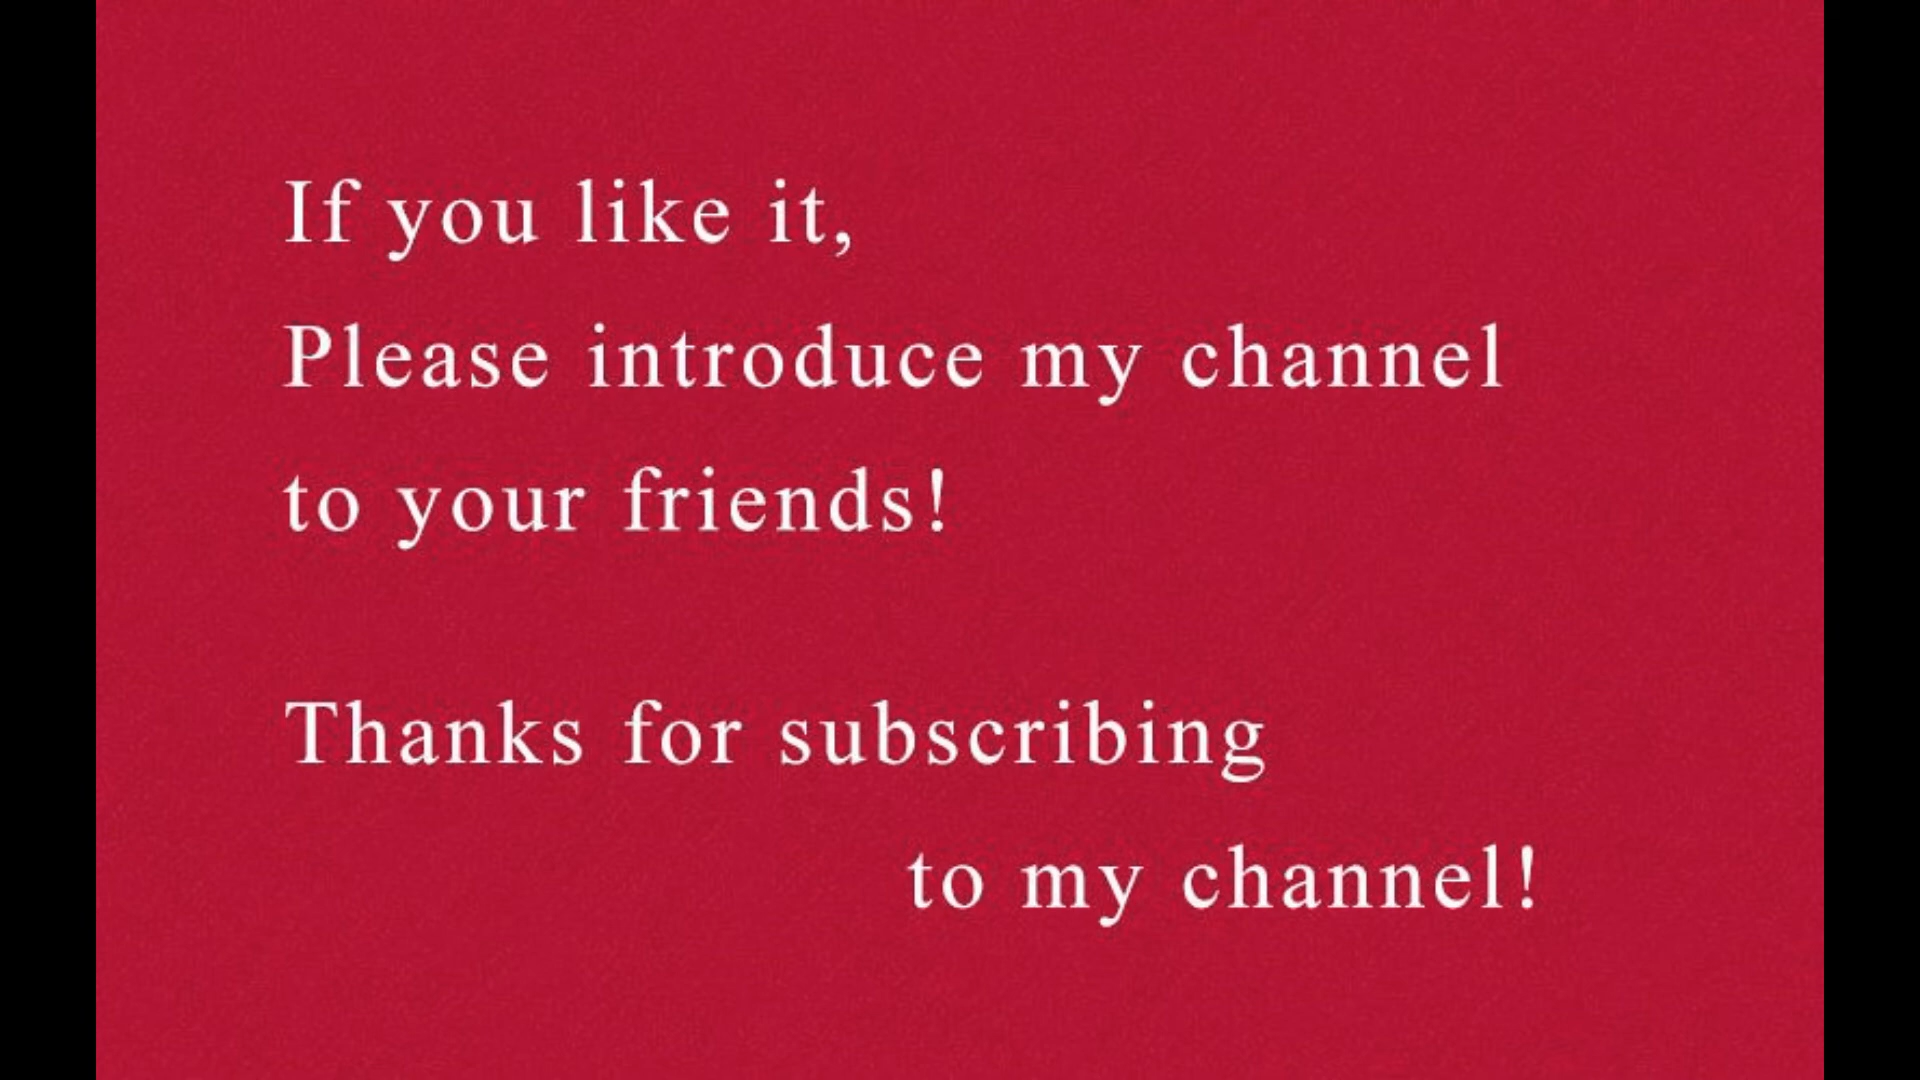 If you like it,
Please introduce my channel
to your friends!
Thanks for subscribing
to my channel!